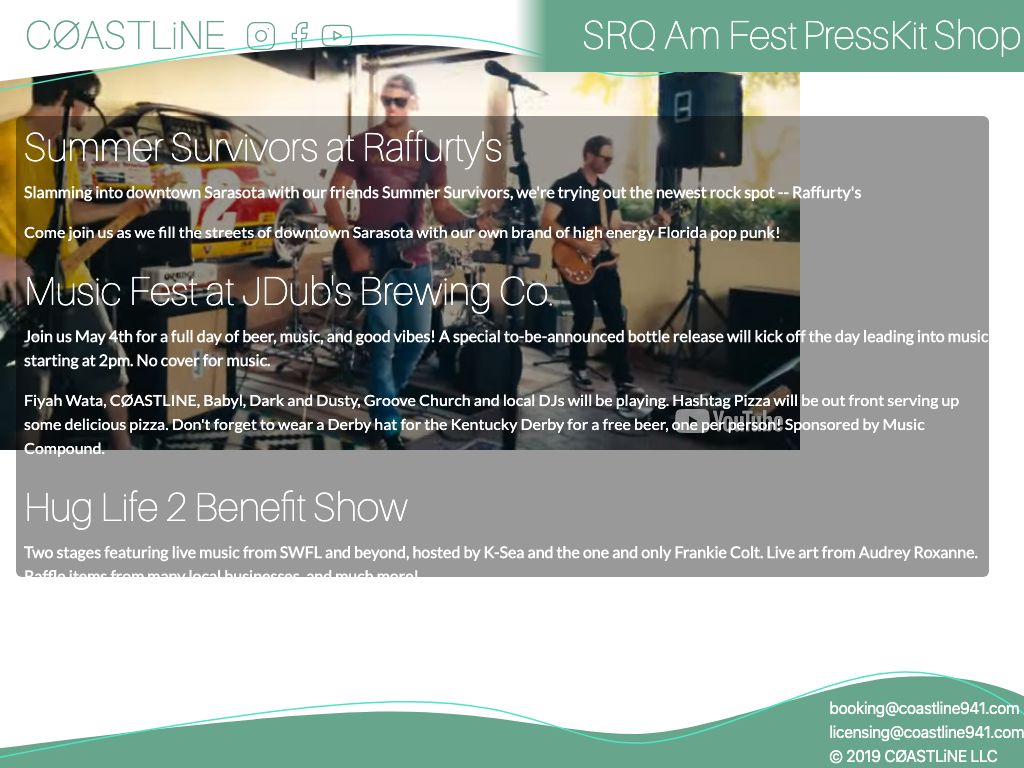 CØASTLiNE
SRQ Am Fest PressKit Shop
Summer Survivors at Raffurty's
Slamming into downtown Sarasota with our friends Summer Survivors, we're trying out the newest rock spot -- Raffurty's
Come join us as we fill the streets of downtown Sarasota with our own brand of high energy Florida pop punk!
Music Fest at JDub's Brewing Co.
Join us May 4th for a full day of beer, music, and good vibes! A special to-be-announced bottle release will kick off the day leading into music
starting at 2pm. No cover for music.
Fiyah Wata, CØASTLINE, Babyl, Dark and Dusty, Groove Church and local DJs will be playing. Hashtag Pizza will be out front serving up
some delicious pizza. Don't forget to wear a Derby hat for the Kentucky Derby for a free beer, one per person! Sponsored by Music
YouTube
Compound.
Hug Life 2 Benefit Show
Two stages featuring live music from SWFL and beyond, hosted by K-Sea and the one and only Frankie Colt. Live art from Audrey Roxanne.
Raffle items from many local businesses, and much more!
booking@coastline941.com
licensing@coastline941.com
© 2019 CØASTLiNE LLC